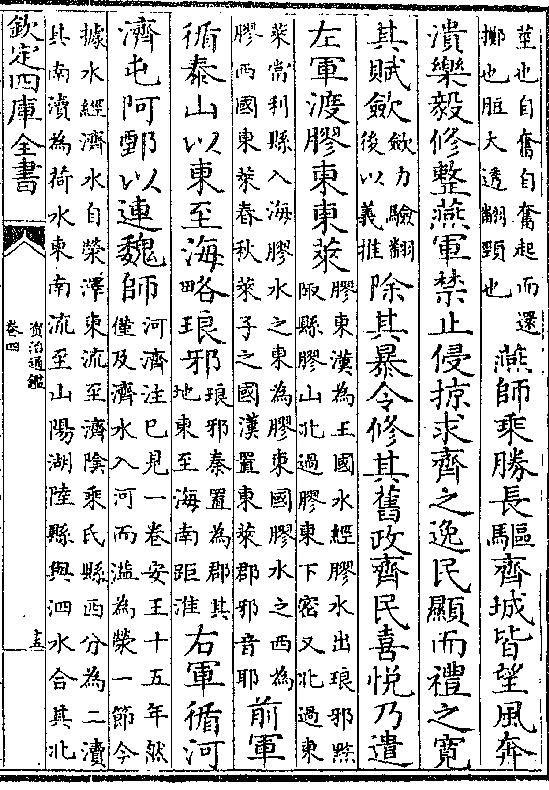 莖也自奮自奮起而還
擲也脰大透翻頸也
燕師乘勝長驅齊城皆望風奔
潰樂毅修整燕軍禁止侵掠求齊之逸民顯而禮之寛
其賦斂
斂力驗翻
後以義推
除其暴令修其舊政齊民喜悦乃遣
左軍渡膠東東萊
膠東漢為王國水經膠水出琅邪黔
陬縣膠山北過膠東下密又北過東
萊當利縣入海膠水之東為膠東國膠水之西為
膠西國東萊春秋萊子之國漢置東萊郡邪音耶
前軍
循泰山以東至海略琅邪
琅邪秦置為郡其
地東至海南距淮
右軍循河
濟屯阿鄄以連魏師
河濟注已見一卷安王十五年然
僅及濟水入河而溢為滎一節今
據水經濟水自滎澤東流至濟陰乘氏縣西分為二瀆
其南瀆為荷水東南流至山陽湖陸縣與泗水合其北
欽定四庫全書
資治通鑑
卷四